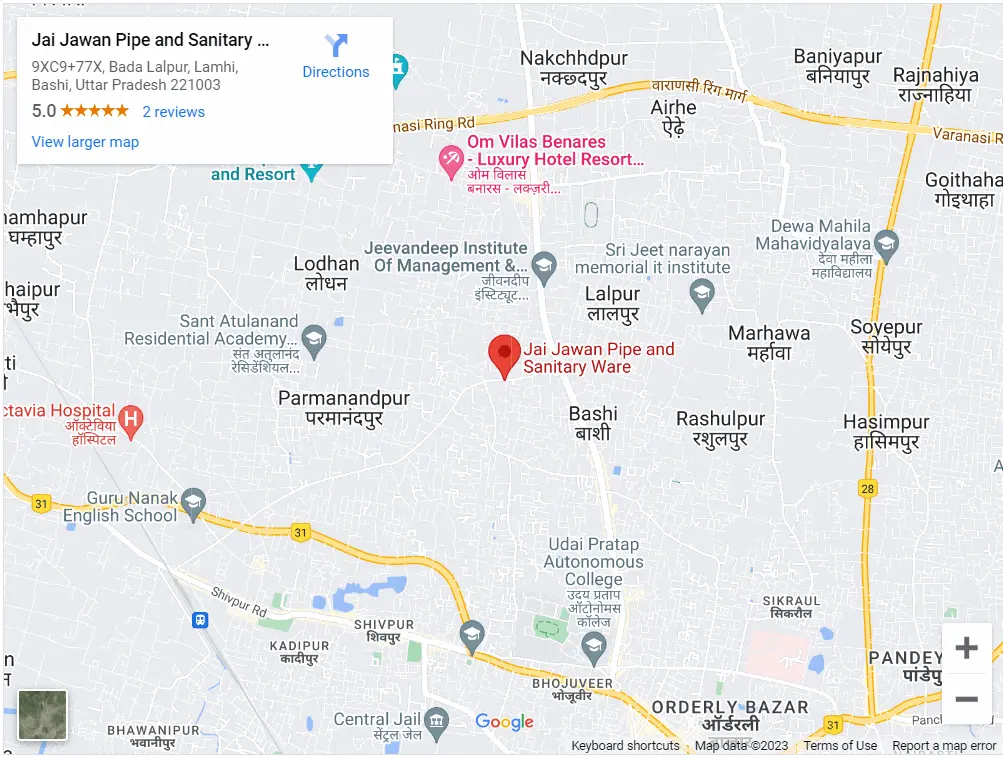 Jai Jawan Pipe and Sanitary ...
9XC9+77X, Bada Lalpur, Lamhi,
Bashi, Uttar Pradesh 221003
5.0
2 reviews
View larger map
Directions
Nakchhdpur
नक्छदपुर
Baniyapur
बनियापुर
Rajnahiya
राज्नाहिया
वाराणसी रिंग मार्ग
Airhe
ऐढ़े
nasi Ring Rd
Varanasi R
Om Vilas Benares
- Luxury Hotel Resort...
ओम विलास
बनारस - लक्ज़री...
and Resort
Goithaha
गोइथाहा
hamhapur
घम्हापुर
Dewa Mahila
Mahavidyalaya
देवा महीला
महाविद्यालय
Jeevandeep Institute
Of Management &...
जीवनदीप
इंस्टिट्यूट...
Sri Jeet narayan
memorial it institute
Lodhan
लोधन
haipur
भैपुर
Lalpur
लालपुर
Sant Atulanand
Residential Academy...
संत अतुलानंद
रेसिडेंशियल...
Marhawa
मर्हावा
Soyepur
सोयेपुर
Jai Jawan Pipe and
Sanitary Ware
ti
Parmanandpur
परमानंदपुर
ctavia Hospital
ऑक्टेविया
हॉस्पिटल
H
Bashi
बाशी
Rashulpur
रशुलपुर
Hasimpur
हासिमपुर
A
28
31
Guru Nanak
English School
31
Udai Pratap
Autonomous
College
उदय प्रताप
ऑटोनोमस
कॉलेज
Shivpur Rd
SIKRAUL
सिकरौल
SHIVPUR
शिवपुर
KADIPUR
कादीपुर
n
PANDEY
पांडेपु
BHOJUVEER
भोजूवीर
ORDERLY BAZAR
ऑर्डरली
बाज़ार
31
Panch
Central Jail
सेंट्रल जेल
Google
BHAWANIPUR
भवानीपुर
Keyboard shortcuts
Map data ©2023
Terms of Use
Report a map error